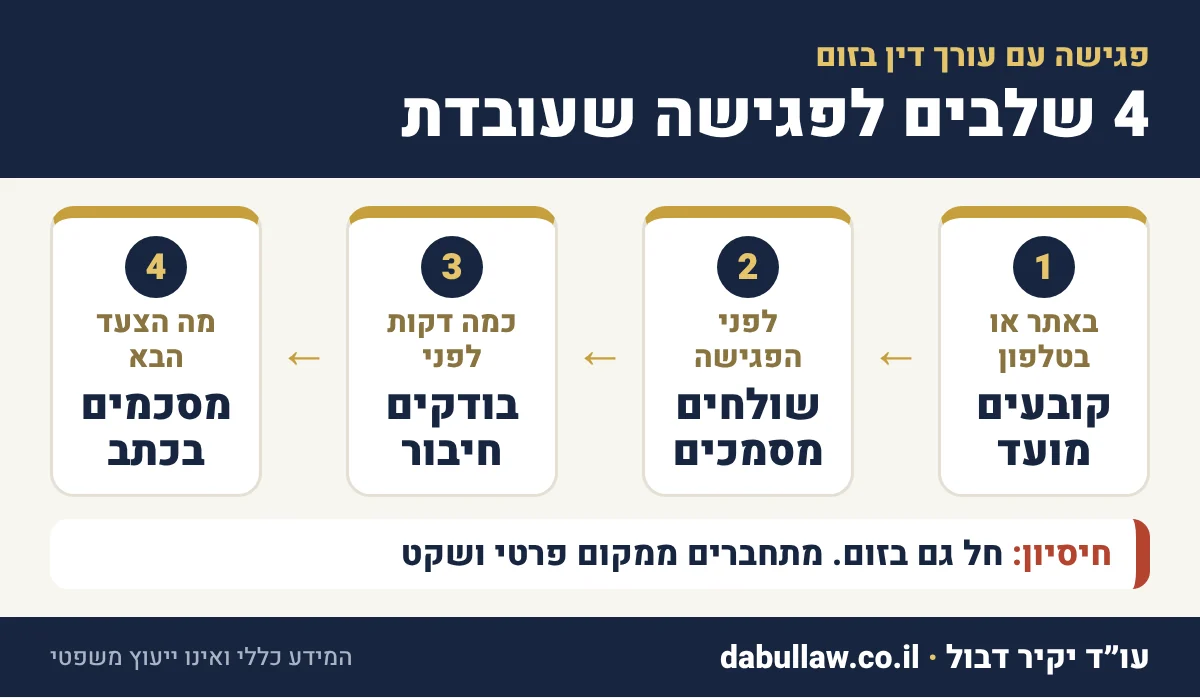 פגישה עם עורך דין בזום
4 שלבים לפגישה שעובדת
1
באתר או
בטלפון
קובעים
מועד
←
2
לפני
הפגישה
שולחים
מסמכים
←
3
כמה דקות
לפני
בודקים
חיבור
←
4
מה הצעד
הבא
מסכמים
בכתב
חיסיון: חל גם בזום. מתחברים ממקום פרטי ושקט
עו״ד יקיר דבול · dabullaw.co.il
המידע כללי ואינו ייעוץ משפטי